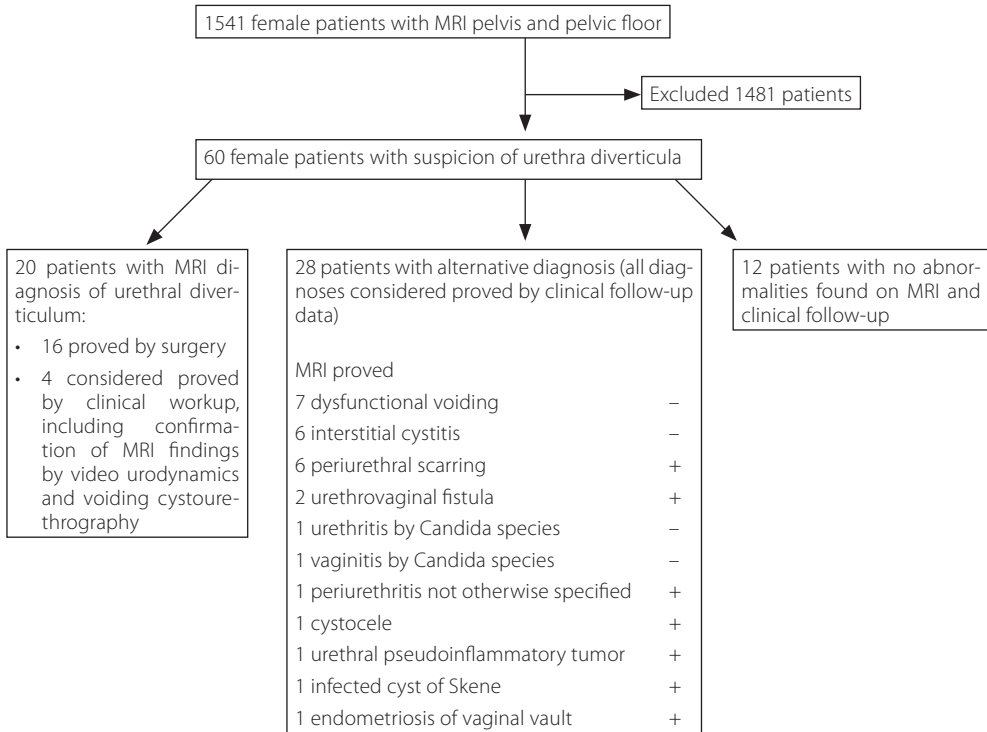 1541 female patients with MRI pelvis and pelvic floor
Excluded 1481 patients
60 female patients with suspicion of urethra diverticula
20 patients with MRI di-
agnosis of urethral diver-
ticulum:
• 16 proved by surgery
• 4 considered proved
by clinical workup,
including confirma-
tion of MRI findings
by video urodynamics
and voiding cystoure-
thrography
28 patients with alternative diagnosis (all diag-
noses considered proved by clinical follow-up
data)
MRI proved
7 dysfunctional voiding –
6 interstitial cystitis –
6 periurethral scarring +
2 urethrovaginal fistula +
1 urethritis by Candida species –
1 vaginitis by Candida species –
1 periurethritis not otherwise specified +
1 cystocele +
1 urethral pseudoinflammatory tumor +
1 infected cyst of Skene +
1 endometriosis of vaginal vault +
12 patients with no abnor-
malities found on MRI and
clinical follow-up